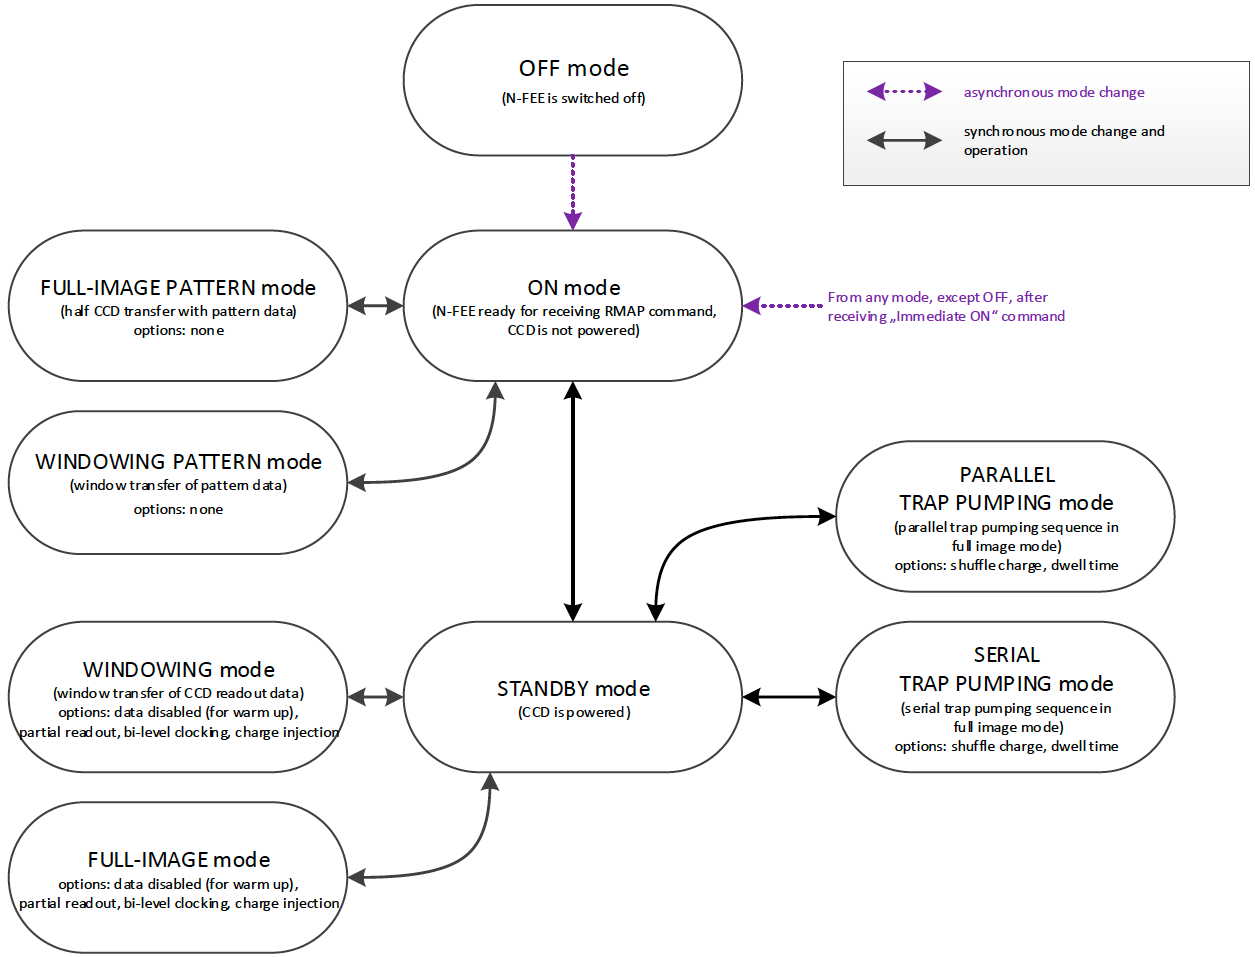 OFF mode
(N-FEE is switched off)
asynchronous mode change
synchronous mode change and
operation
FULL-IMAGE PATTERN mode
(half CCD transfer with pattern data)
options: none
ON mode
(N-FEE ready for receiving RMAP command,
CCD is not powered)
From any mode, except OFF, after
receiving „Immediate ON“ command
WINDOWING PATTERN mode
(window transfer of pattern data)
options: none
PARALLEL
TRAP PUMPING mode
(parallel trap pumping sequence in
full image mode)
options: shuffle charge, dwell time
WINDOWING mode
(window transfer of CCD readout data)
options: data disabled (for warm up),
partial readout, bi-level clocking, charge injection
STANDBY mode
(CCD is powered)
SERIAL
TRAP PUMPING mode
(serial trap pumping sequence in
full image mode)
options: shuffle charge, dwell time
FULL-IMAGE mode
options: data disabled (for warm up),
partial readout, bi-level clocking, charge injection